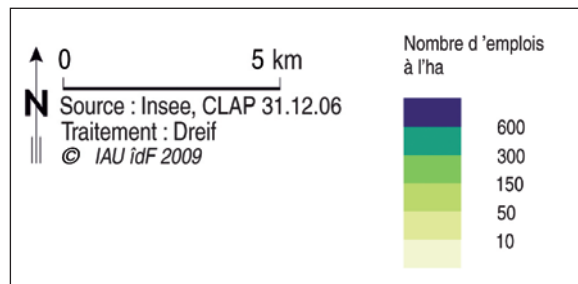 0 5 km
N
Source : Insee, CLAP 31.12.06
Traitement : Dreif
© IAU îdF 2009
Nombre d 'emplois
à l'ha
600
300
150
50
10